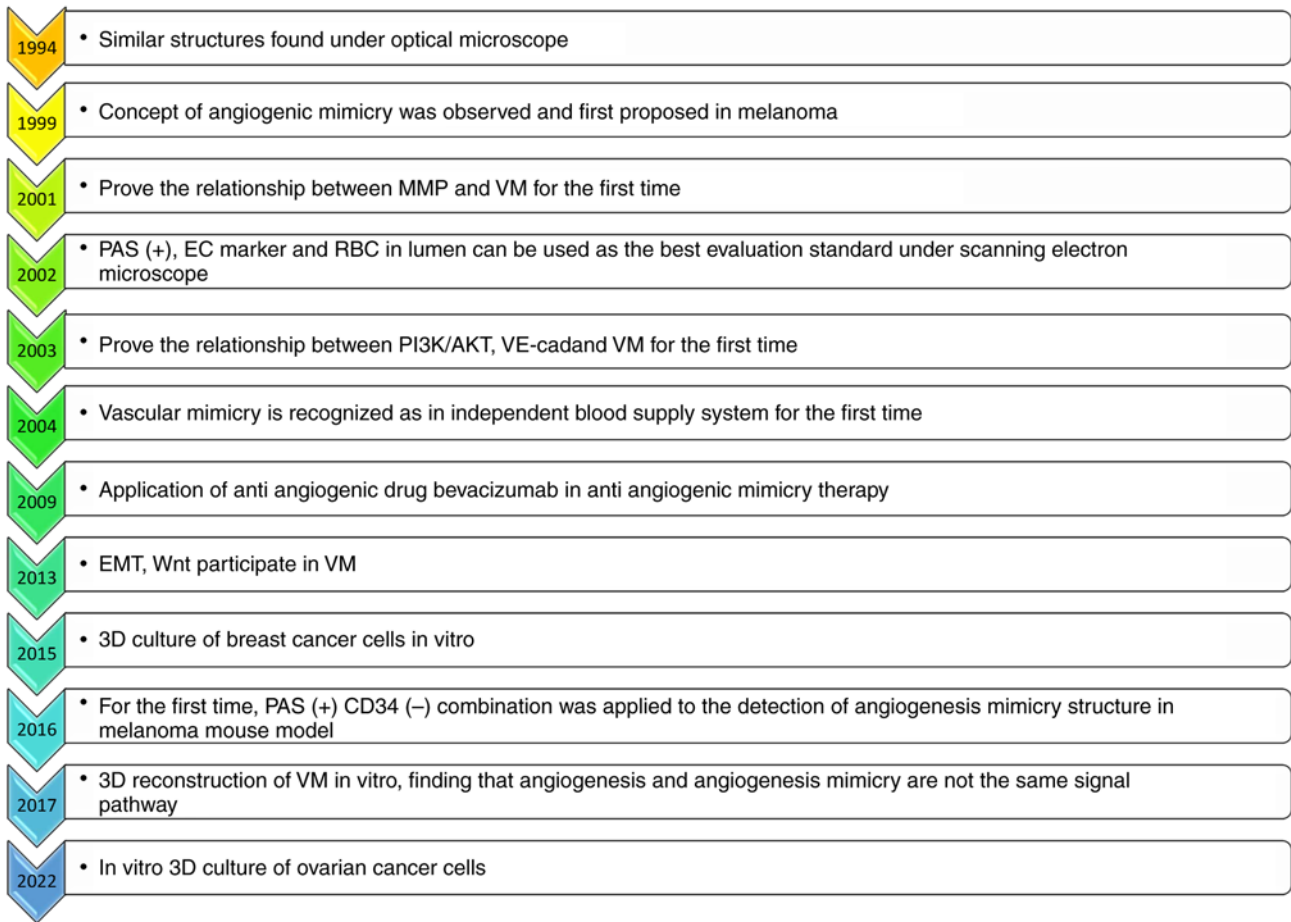 1994
• Similar structures found under optical microscope
1999
• Concept of angiogenic mimicry was observed and first proposed in melanoma
2001
• Prove the relationship between MMP and VM for the first time
2002
• PAS (+), EC marker and RBC in lumen can be used as the best evaluation standard under scanning electron
microscope
2003
• Prove the relationship between PI3K/AKT, VE-cadand VM for the first time
2004
• Vascular mimicry is recognized as in independent blood supply system for the first time
2009
• Application of anti angiogenic drug bevacizumab in anti angiogenic mimicry therapy
2013
• EMT, Wnt participate in VM
2015
• 3D culture of breast cancer cells in vitro
2016
• For the first time, PAS (+) CD34 (–) combination was applied to the detection of angiogenesis mimicry structure in
melanoma mouse model
2017
• 3D reconstruction of VM in vitro, finding that angiogenesis and angiogenesis mimicry are not the same signal
pathway
2022
• In vitro 3D culture of ovarian cancer cells